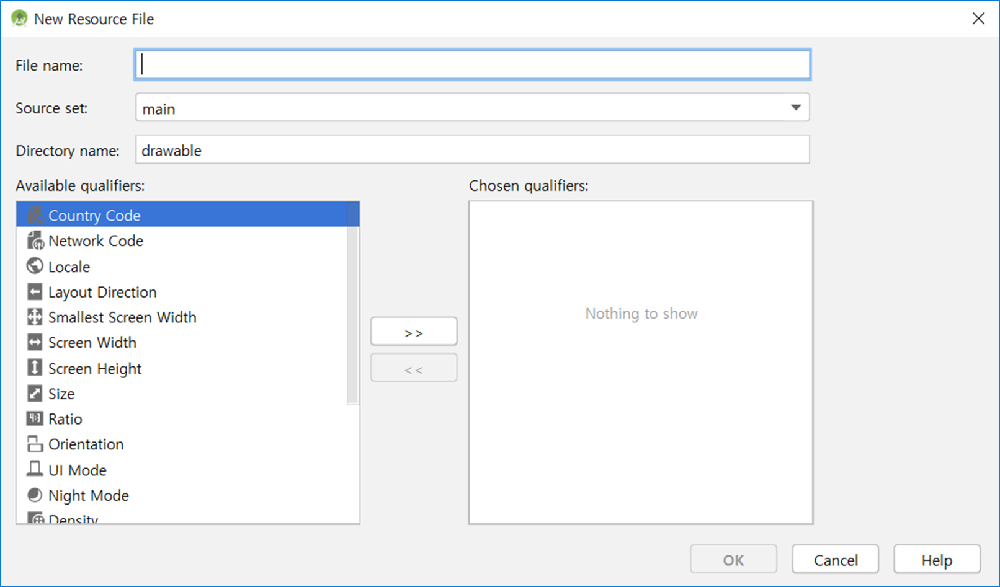 New Resource File
File name:
Source set: main
Directory name: drawable
Available qualifiers: Chosen qualifiers:
Country Code
Network Code
Locale
Layout Direction
Smallest Screen Width
Screen Width
Screen Height
Size
4:3 Ratio
Orientation
UI Mode
Night Mode
Density
>>
<<
Nothing to show
OK Cancel Help